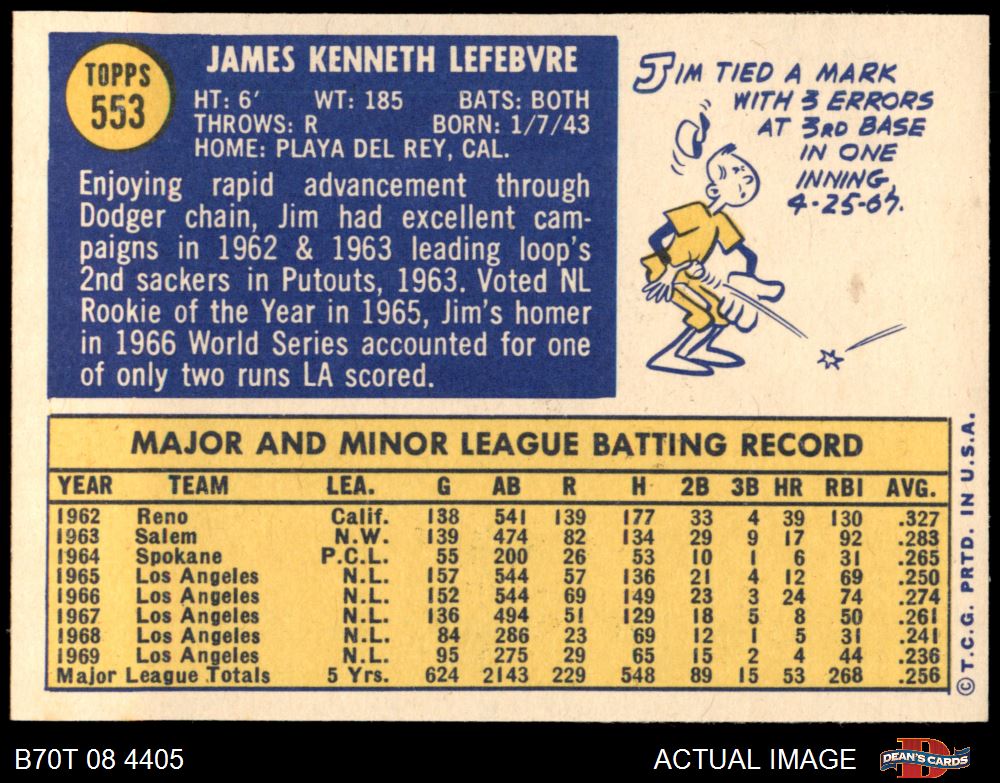 TOPPS
553
JAMES KENNETH LEFEBVRE
HT: 6' WT: 185 BATS: BOTH
THROWS: R BORN: 1/7/43
HOME: PLAYA DEL REY, CAL.
Enjoying rapid advancement through
Dodger chain, Jim had excellent cam-
paigns in 1962 & 1963 leading loop's
2nd sackers in Putouts, 1963. Voted NL
Rookie of the Year in 1965, Jim's homer
in 1966 World Series accounted for one
of only two runs LA scored.
JIM TIED A MARK
WITH 3 ERRORS
AT 3RD BASE
IN ONE
INNING,
4-25-67.
MAJOR AND MINOR LEAGUE BATTING RECORD
YEAR TEAM LEA. G AB R H 2B 3B HR RBI AVG.
1962 Reno Calif. 138 541 139 177 33 4 39 130 .327
1963 Salem N.W. 139 474 82 134 29 9 17 92 .283
1964 Spokane P.C.L. 55 200 26 53 10 1 6 31 .265
1965 Los Angeles N.L. 157 544 57 136 21 4 12 69 .250
1966 Los Angeles N.L. 152 544 69 149 23 3 24 74 .274
1967 Los Angeles N.L. 136 494 51 129 18 5 8 50 .261
1968 Los Angeles N.L. 84 286 23 69 12 1 5 31 .241
1969 Los Angeles N.L. 95 275 29 65 15 2 4 44 .236
Major League Totals 5 Yrs. 624 2143 229 548 89 15 53 268 .256
© T.C.G. PRTD. IN U.S.A.
B70T 08 4405
ACTUAL IMAGE
DEAN'S CARDS